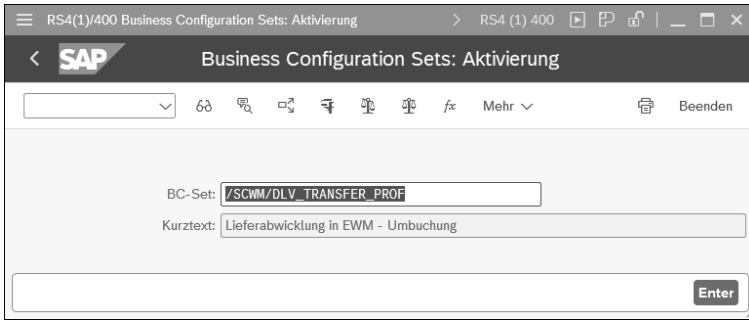 RS4(1)/400 Business Configuration Sets: Aktivierung
RS4 (1) 400
SAP
Business Configuration Sets: Aktivierung
fx
Mehr
Beenden
BC-Set: /SCWM/DLV_TRANSFER_PROF
Kurztext: Lieferabwicklung in EWM - Umbuchung
Enter